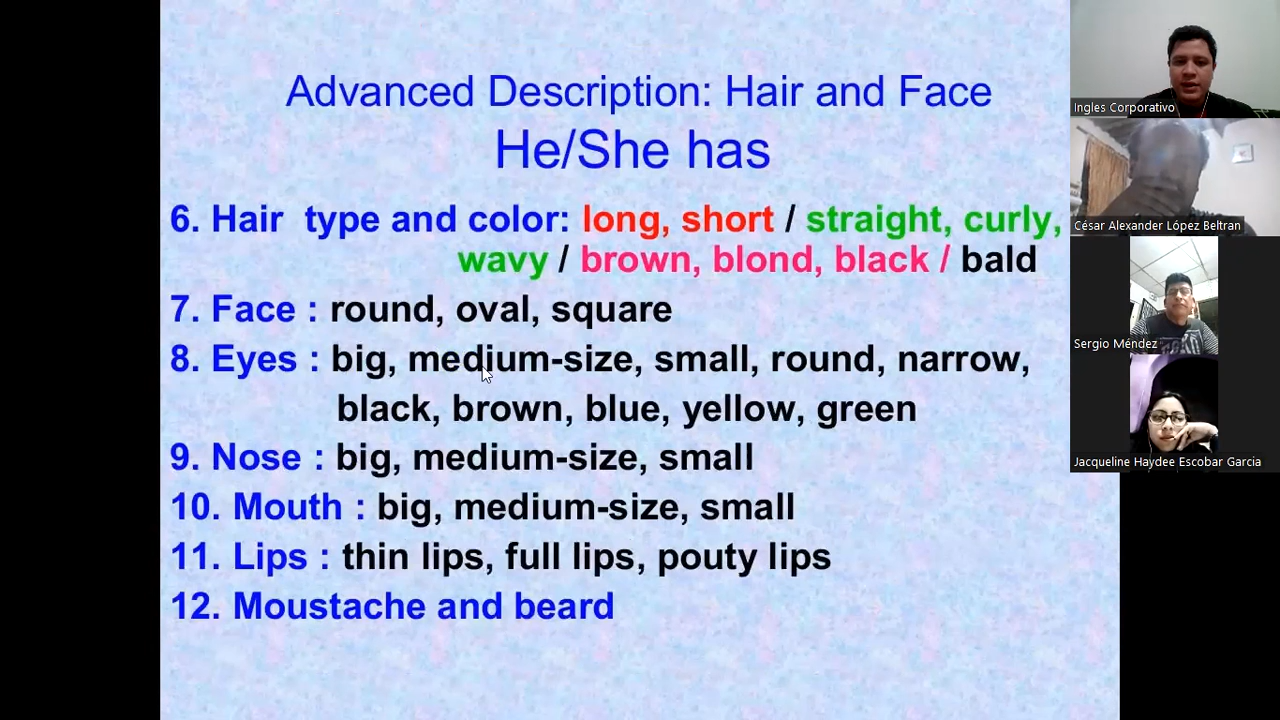 Advanced Description: Hair and Face
He/She has
6. Hair type and color: long, short / straight, curly,
wavy / brown, blond, black / bald
7. Face : round, oval, square
8. Eyes : big, medium-size, small, round, narrow,
black, brown, blue, yellow, green
9. Nose : big, medium-size, small
10. Mouth : big, medium-size, small
11. Lips : thin lips, full lips, pouty lips
12. Moustache and beard
Ingles Corporativo
César Alexander López Beltran
Sergio Méndez
Jacqueline Haydee Escobar Garcia